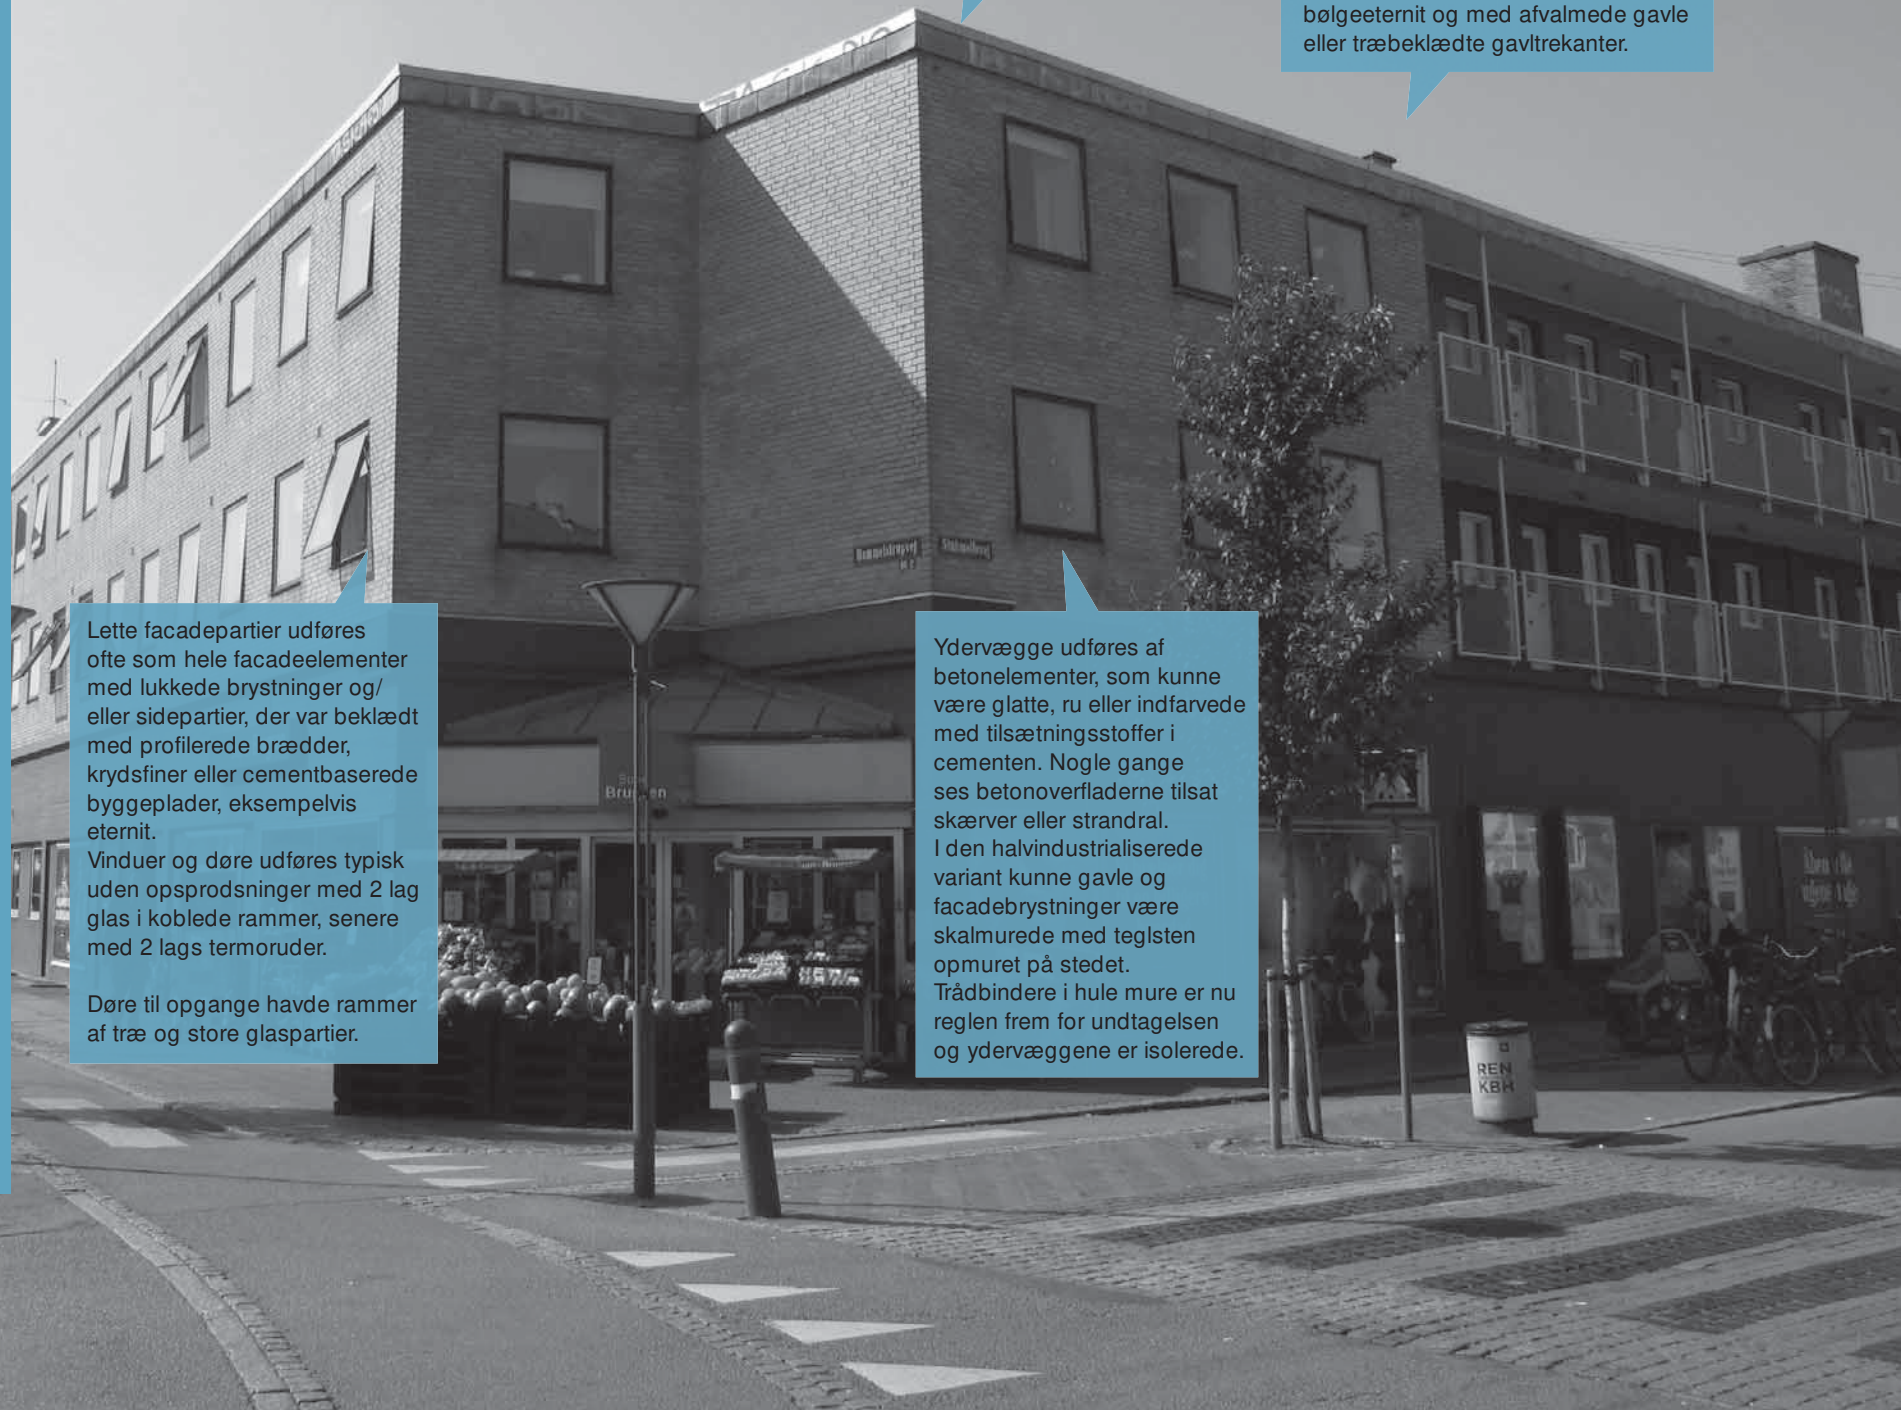 bølgeeternit og med afvalmede gavle
eller træbeklædte gavltrekanter.
Lette facadepartier udføres
ofte som hele facadeelementer
med lukkede brystninger og/
eller sidepartier, der var beklædt
med profilerede brædder,
krydsfiner eller cementbaserede
byggeplader, eksempelvis
eternit.
Vinduer og døre udføres typisk
uden opsprodsninger med 2 lag
glas i koblede rammer, senere
med 2 lags termoruder.
Døre til opgange havde rammer
af træ og store glaspartier.
Ydervægge udføres af
betonelementer, som kunne
være glatte, ru eller indfarvede
med tilsætningsstoffer i
cementen. Nogle gange
ses betonoverfladerne tilsat
skærver eller strandral.
I den halvindustrialiserede
variant kunne gavle og
facadebrystninger være
skalmurede med teglsten
opmuret på stedet.
Trådbindere i hule mure er nu
reglen frem for undtagelsen
og ydervæggene er isolerede.
REN
KBH